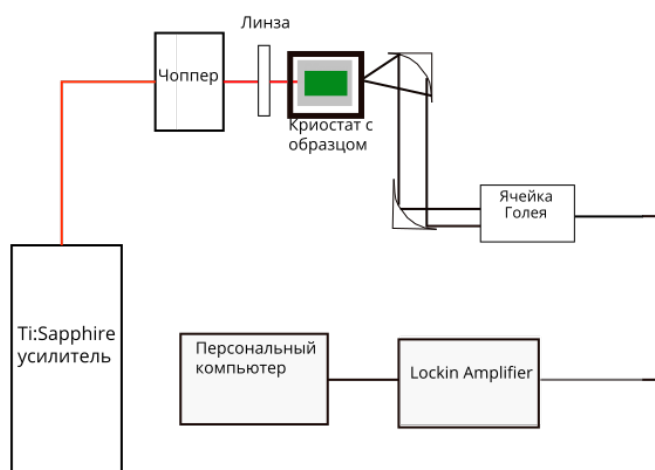 Линза
Чоппер
Криостат с
образцом
Ячейка
Голея
Ti:Sapphire
усилитель
Персональный
компьютер
Lockin Amplifier